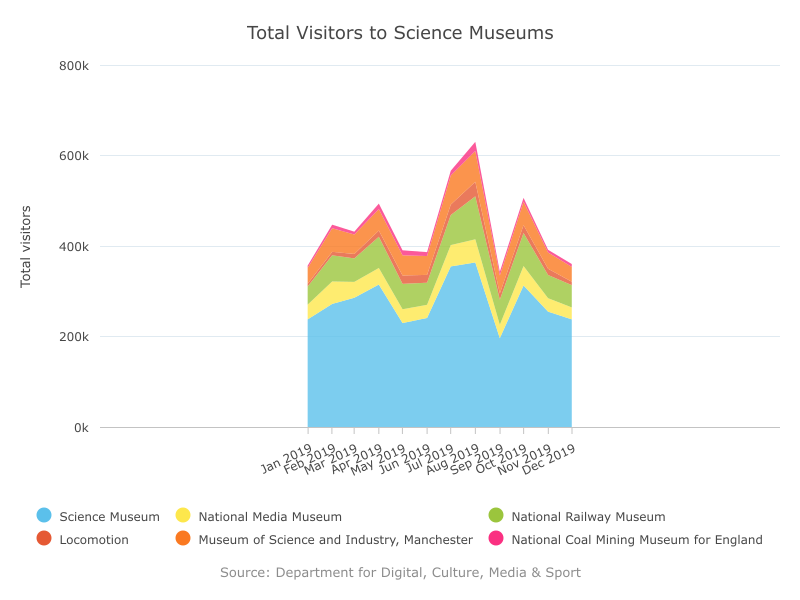 Total Visitors to Science Museums
800k
600k
400k
200k
0k
Total visitors
Jan 2019
Feb 2019
Mar 2019
Apr 2019
May 2019
Jun 2019
Jul 2019
Aug 2019
Sep 2019
Oct 2019
Nov 2019
Dec 2019
Science Museum
National Media Museum
National Railway Museum
Locomotion
Museum of Science and Industry, Manchester
National Coal Mining Museum for England
Source: Department for Digital, Culture, Media & Sport